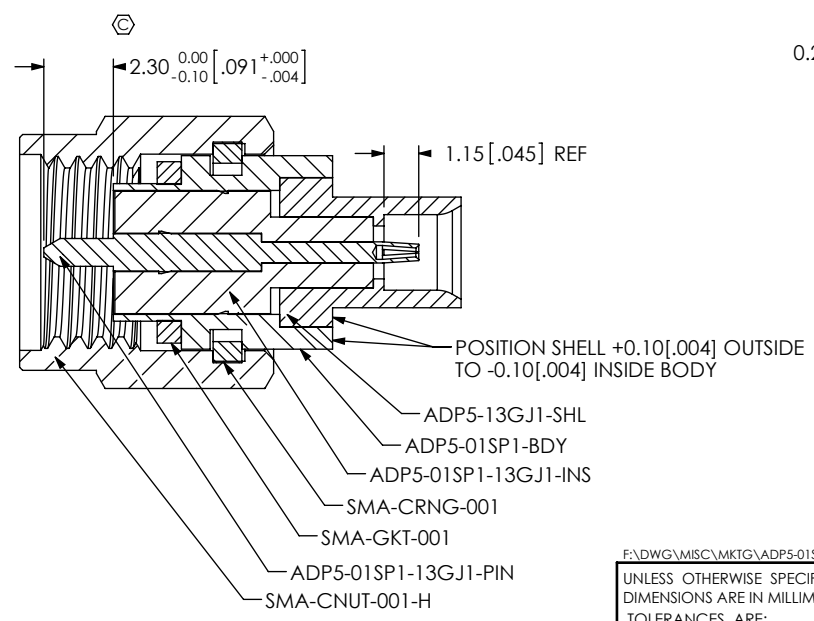 C
0.2
2.30 0.00 -0.10 [.091 +.000 -.004]
1.15 [.045] REF
POSITION SHELL +0.10[.004] OUTSIDE
TO -0.10[.004] INSIDE BODY
ADP5-13GJ1-SHL
ADP5-01SP1-BDY
ADP5-01SP1-13GJ1-INS
SMA-CRNG-001
SMA-GKT-001
ADP5-01SP1-13GJ1-PIN
SMA-CNUT-001-H
F:\DWG\MISC\MKTG\ADP5-01S
UNLESS OTHERWISE SPECIF
DIMENSIONS ARE IN MILLIM
TOLERANCES ARE: